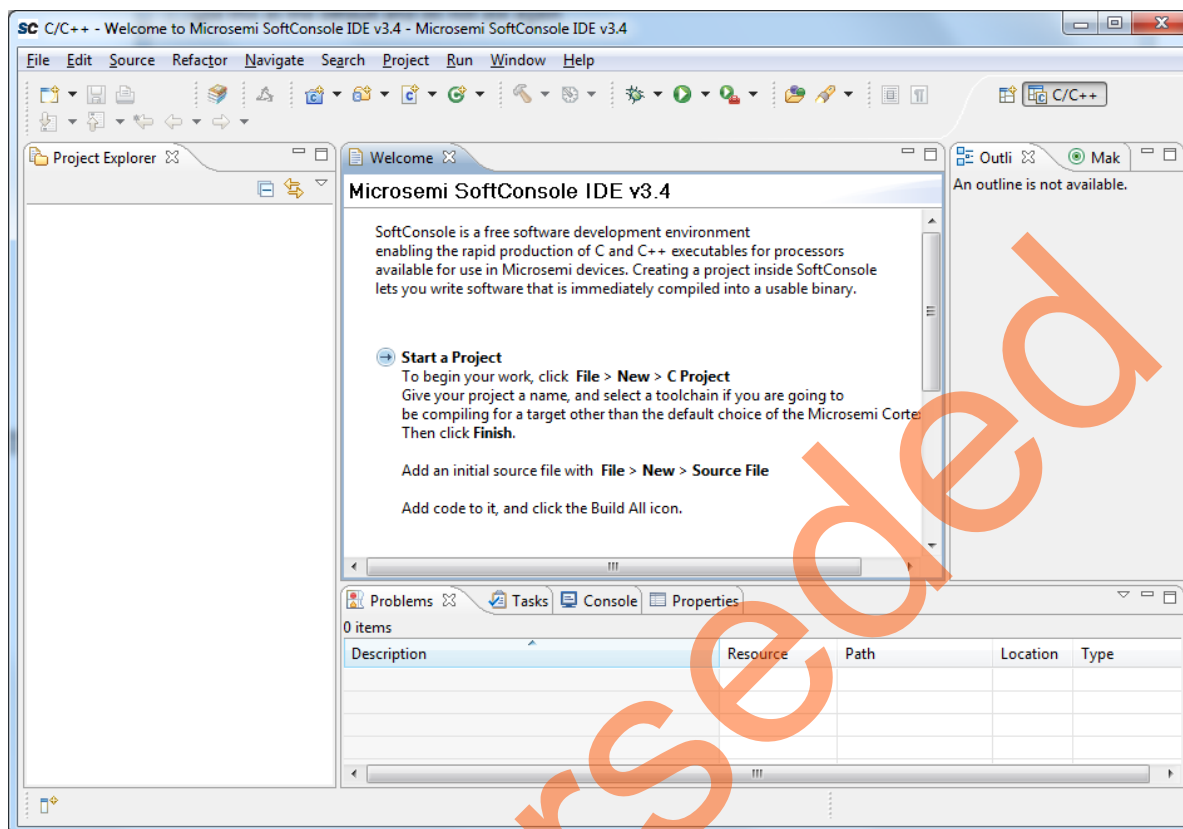 SC C/C++ - Welcome to Microsemi SoftConsole IDE v3.4 - Microsemi SoftConsole IDE v3.4
File Edit Source Refactor Navigate Search Project Run Window Help
C/C++
Project Explorer
Welcome
Outli
Mak
Microsemi SoftConsole IDE v3.4
An outline is not available.
SoftConsole is a free software development environment
enabling the rapid production of C and C++ executables for processors
available for use in Microsemi devices. Creating a project inside SoftConsole
lets you write software that is immediately compiled into a usable binary.
Start a Project
To begin your work, click File > New > C Project
Give your project a name, and select a toolchain if you are going to
be compiling for a target other than the default choice of the Microsemi Corte
Then click Finish.
Add an initial source file with File > New > Source File
Add code to it, and click the Build All icon.
Problems Tasks Console Properties
0 items
Description Resource Path Location Type
rseded